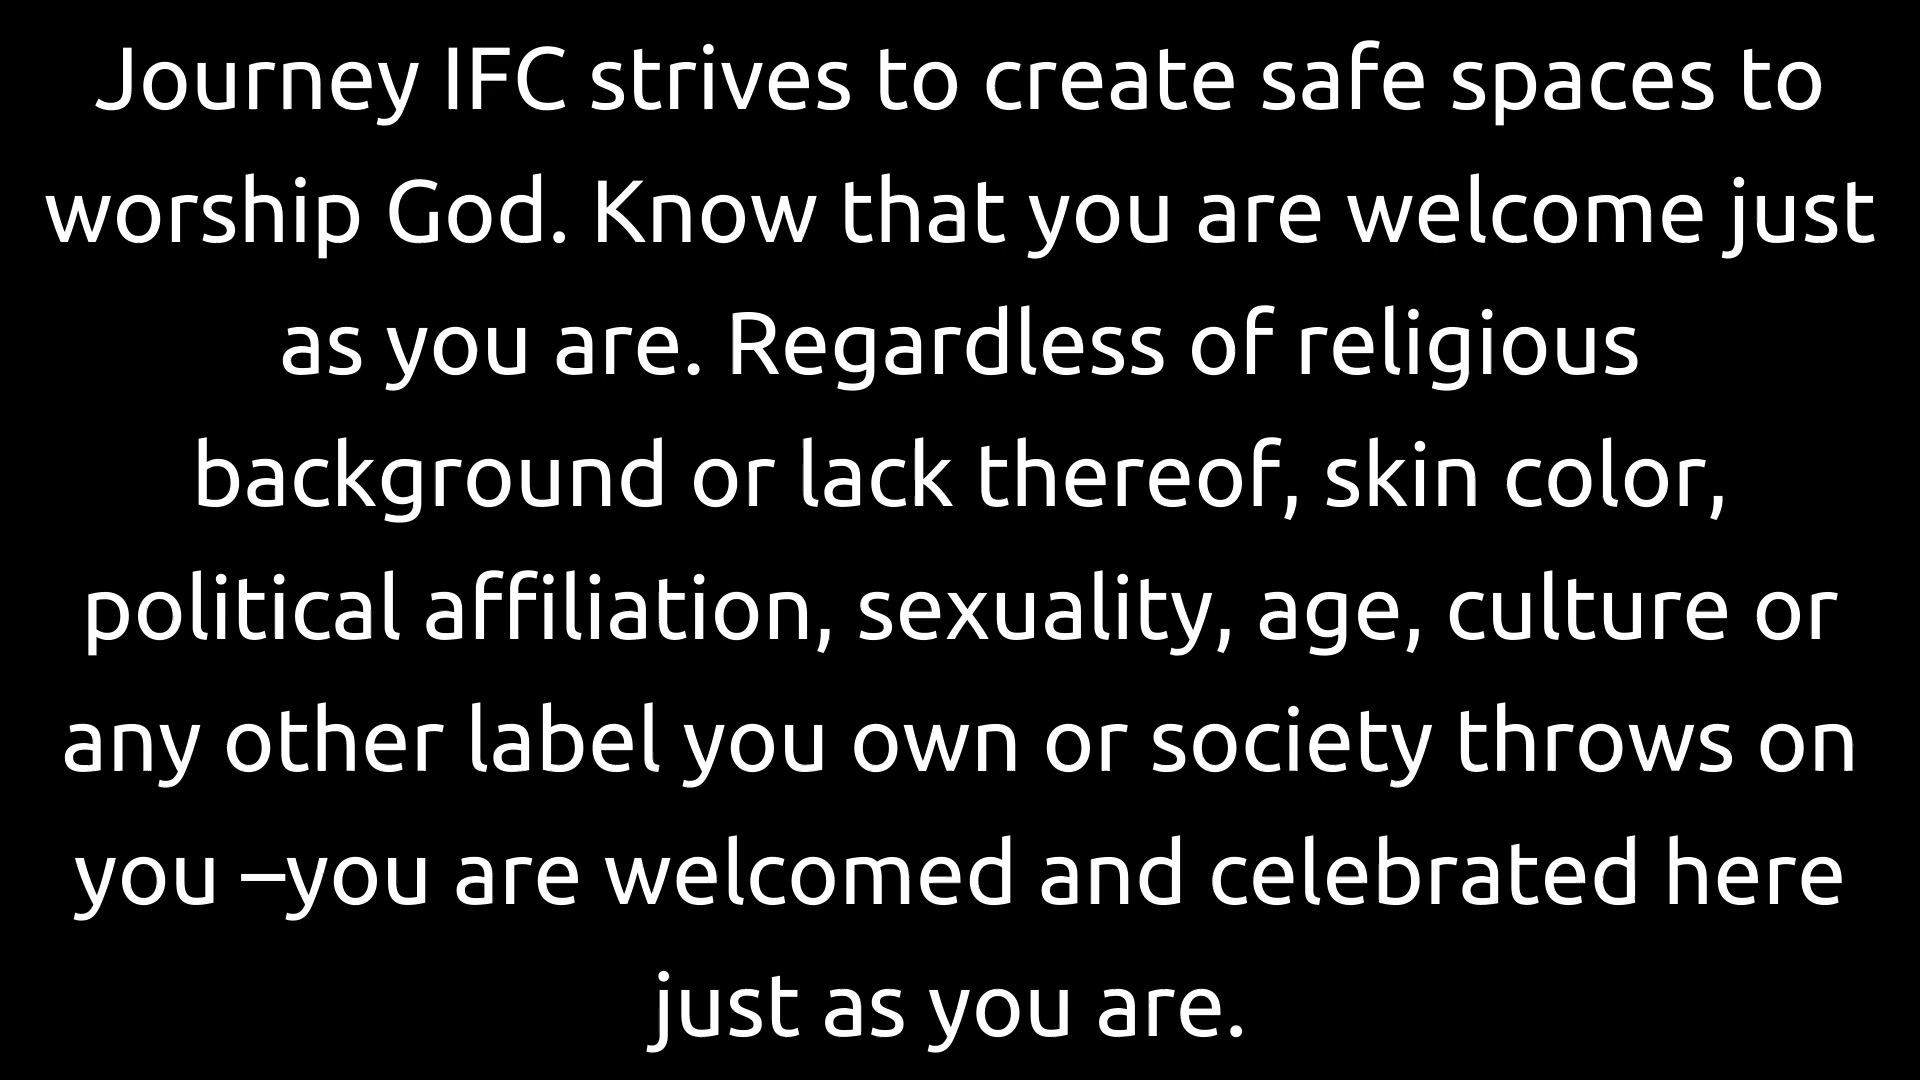 Journey IFC strives to create safe spaces to
worship God. Know that you are welcome just
as you are. Regardless of religious
background or lack thereof, skin color,
political affiliation, sexuality, age, culture or
any other label you own or society throws on
you –you are welcomed and celebrated here
just as you are.